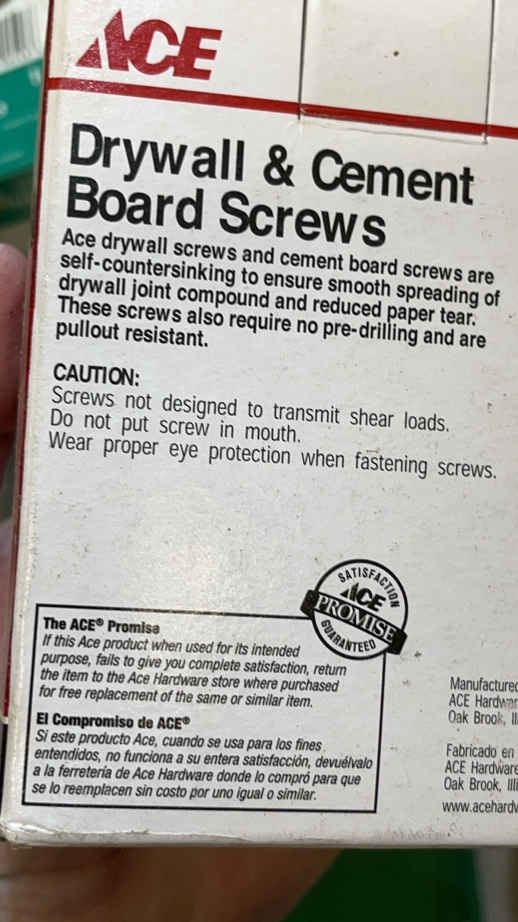 ACE
Drywall & Cement
Board Screws
Ace drywall screws and cement board screws are
self-countersinking to ensure smooth spreading of
drywall joint compound and reduced paper tear.
These screws also require no pre-drilling and are
pullout resistant.
CAUTION:
Screws not designed to transmit shear loads.
Do not put screw in mouth.
Wear proper eye protection when fastening screws.
SATISFACTION
ACE
PROMISE
GUARANTEED
The ACE® Promise
If this Ace product when used for its intended
purpose, fails to give you complete satisfaction, return
the item to the Ace Hardware store where purchased
for free replacement of the same or similar item.
El Compromiso de ACE®
Si este producto Ace, cuando se usa para los fines
entendidos, no funciona a su entera satisfacción, devuélvalo
a la ferretería de Ace Hardware donde lo compró para que
se lo reemplacen sin costo por uno igual o similar.
Manufactured
ACE Hardwar
Oak Brook, Il
Fabricado en
ACE Hardware
Oak Brook, Illi
www.acehardw